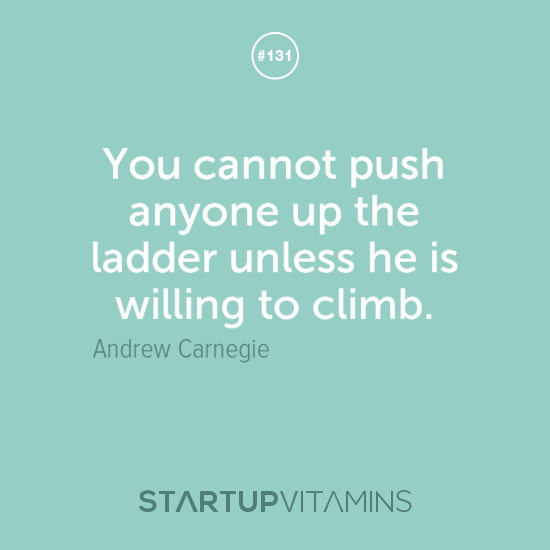 #131
You cannot push
anyone up the
ladder unless he is
willing to climb.
Andrew Carnegie
STARTUPVITAMINS